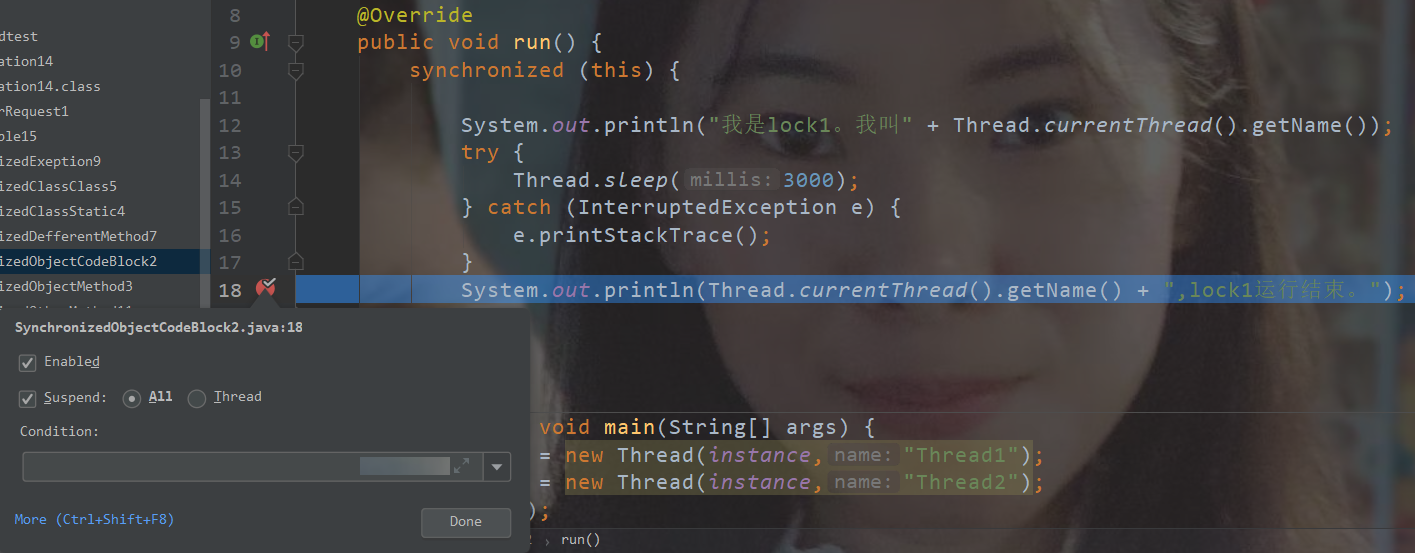 8 @Override
dtest
9 public void run() {
ation14
10 synchronized (this) {
ation14.class
11
rRequest1
12 System.out.println("我是lock1。我叫" + Thread.currentThread().getName());
ple15
13 try {
izedExeption9
14 Thread.sleep( millis: 3000);
izedClassClass5
15 } catch (InterruptedException e) {
izedClassStatic4
16 e.printStackTrace();
izedDefferentMethod7
17 }
izedObjectCodeBlock2
izedObjectMethod3
18 System.out.println(Thread.currentThread().getName() + ",lock1运行结束。");
SynchronizedObjectCodeBlock2.java:18
Enabled
Suspend: All Thread
Condition:
void main(String[] args) {
= new Thread(instance, name: "Thread1");
= new Thread(instance, name: "Thread2");
);
More (Ctrl+Shift+F8)
Done
› run()